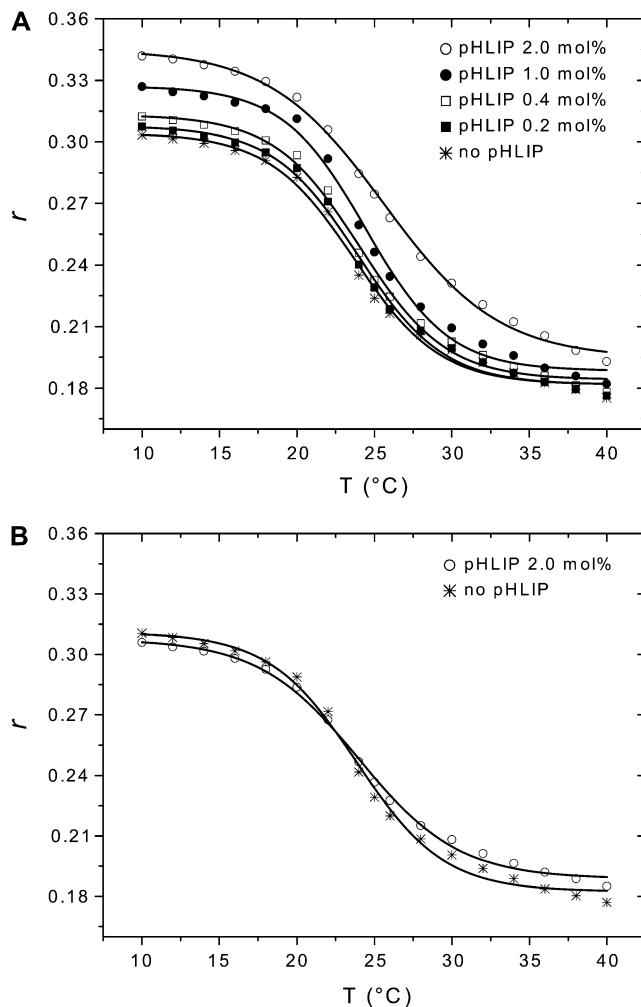 A
0.36
0.33
0.30
0.27
0.24
0.21
0.18
r
pHLIP 2.0 mol%
pHLIP 1.0 mol%
pHLIP 0.4 mol%
pHLIP 0.2 mol%
no pHLIP
10 15 20 25 30 35 40
T (°C)
B
0.36
0.33
0.30
0.27
0.24
0.21
0.18
r
pHLIP 2.0 mol%
no pHLIP
10 15 20 25 30 35 40
T (°C)